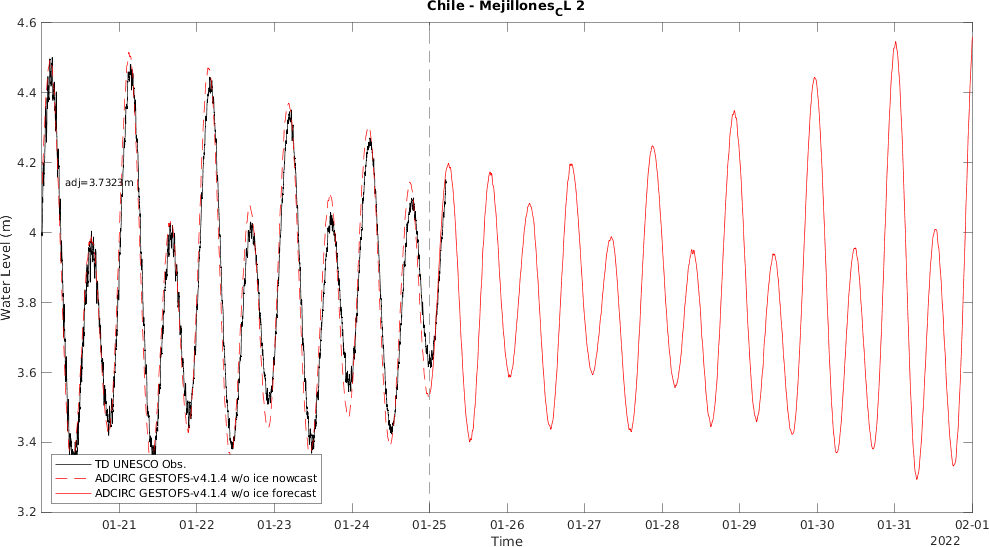 Chile - MejillonesCL 2
4.6
4.4
4.2
4
3.8
3.6
3.4
3.2
Water Level (m)
adj=3.7323m
TD UNESCO Obs.
ADCIRC GESTOFS-v4.1.4 w/o ice nowcast
ADCIRC GESTOFS-v4.1.4 w/o ice forecast
01-21 01-22 01-23 01-24 01-25 01-26 01-27 01-28 01-29 01-30 01-31 02-01
Time
2022